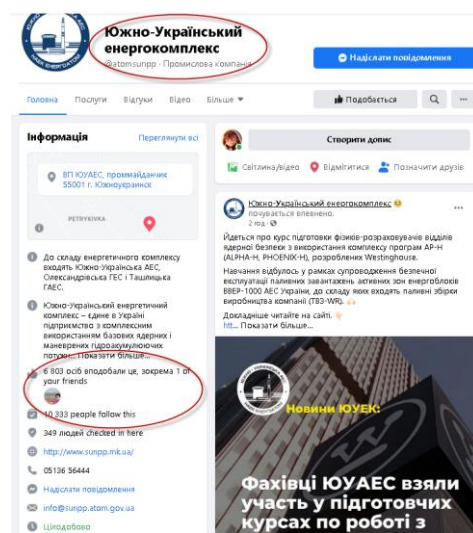 Южно-Український
енергокомплекс
@atomsunpp · Промислова компанія
Надіслати повідомлення
Головна Послуги Відгуки Відео Більше
Подобається
Інформація Переглянути всі
ВП ЮУАЕС, проммайданчик
55001 г. Южноукраинск
PETRYKIVKA
До складу енергетичного комплексу
входять Южно-Українська АЕС,
Олександрівська ГЕС і Ташлицька
ГАЕС.
Южно-Український енергетичний
комплекс – єдине в Україні
підприємство з комплексним
використанням базових ядерних і
маневрених гідроакумулюючих
потуж... Показати більше...
6 803 осіб вподобали це, зокрема 1 of
your friends
10 333 people follow this
349 людей checked in here
http://www.sunpp.mk.ua/
05136 56444
Надіслати повідомлення
info@sunpp.atom.gov.ua
Цілодобово
Створити допис
Світлина/відео Відмітитися Позначити друзів
Южно-Український енергокомплекс
почувається впевнено.
2 год ·
Йдеться про курс підготовки фізиків-розраховувачів відділів
ядерної безпеки з використання комплексу програм АР-Н
(ALPHA-H, PHOENIX-H), розроблених Westinghouse.
Навчання відбулось у рамках супроводження безпечної
експлуатації паливних завантажень активних зон енергоблоків
ВВЕР-1000 АЕС України, до складу яких входять паливні збірки
виробництва компанії (ТВЗ-WR).
Докладніше читайте на сайті.
htt... Показати більше...
Новини ЮУЕК:
Фахівці ЮУАЕС взяли
участь у підготовчих
курсах по роботі з